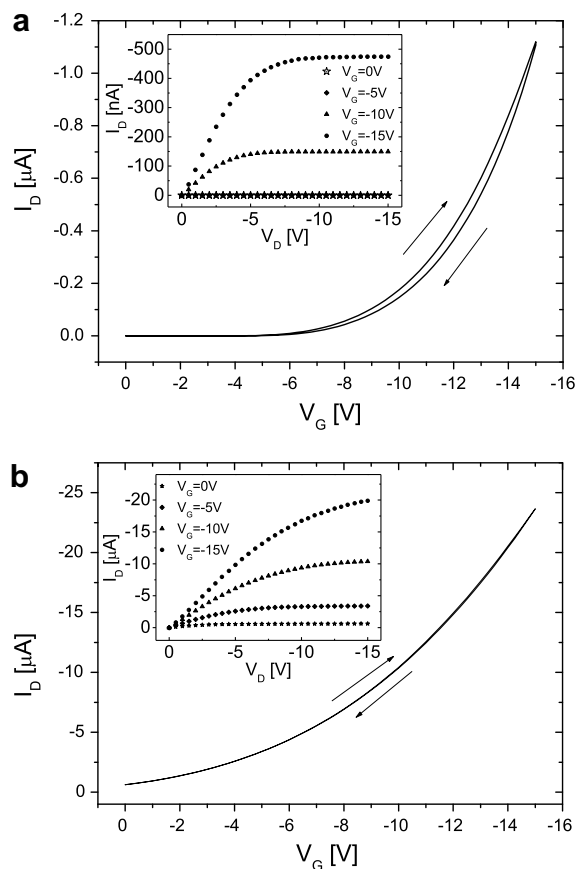 a
-1.2
-1.0
-0.8
-0.6
-0.4
-0.2
0.0
I_D [µA]
0 -2 -4 -6 -8 -10 -12 -14 -16
V_G [V]
-500
-400
-300
-200
-100
0
I_D [nA]
V_G=0V
V_G=-5V
V_G=-10V
V_G=-15V
0 -5 -10 -15
V_D [V]
b
-25
-20
-15
-10
-5
0
I_D [µA]
0 -2 -4 -6 -8 -10 -12 -14 -16
V_G [V]
-20
-15
-10
-5
0
I_D [µA]
V_G=0V
V_G=-5V
V_G=-10V
V_G=-15V
0 -5 -10 -15
V_D [V]